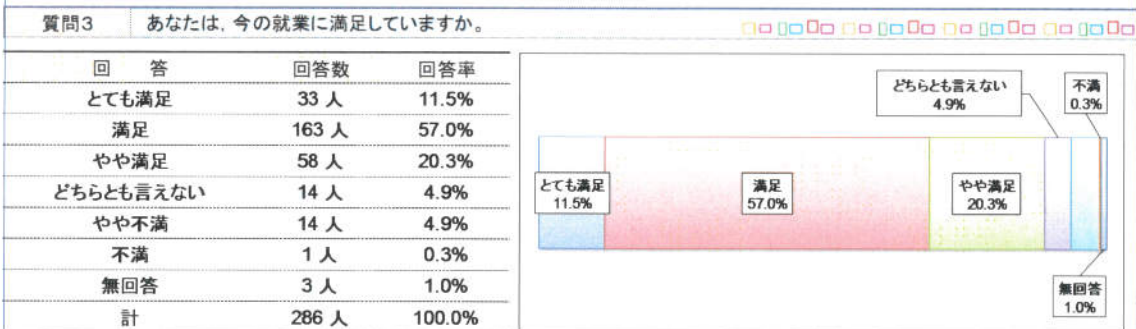 質問3 あなたは,今の就業に満足していますか。
回 答 回答数 回答率
とても満足 33 人 11.5%
満足 163 人 57.0%
やや満足 58 人 20.3%
どちらとも言えない 14 人 4.9%
やや不満 14 人 4.9%
不満 1 人 0.3%
無回答 3 人 1.0%
計 286 人 100.0%
どちらとも言えない
4.9%
不満
0.3%
とても満足
11.5%
満足
57.0%
やや満足
20.3%
無回答
1.0%